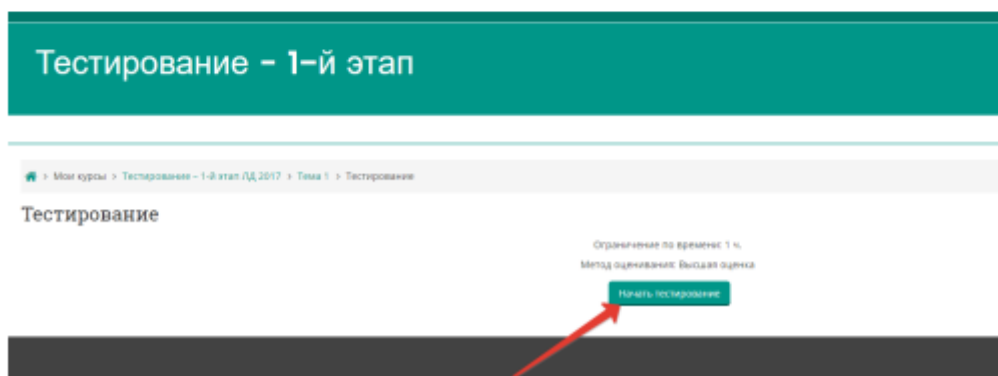 Тестирование - 1-й этап
> Мои курсы > Тестирование - 1-й этап ЛД 2017 > Тема 1 > Тестирование
Тестирование
Ограничение по времени: 1 ч.
Метод оценивания: Высшая оценка
Начать тестирование